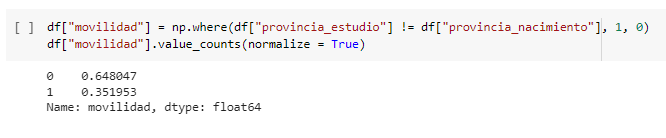 [ ] df["movilidad"] = np.where(df["provincia_estudio"] != df["provincia_nacimiento"], 1, 0)
df["movilidad"].value_counts(normalize = True)
0    0.648047
1    0.351953
Name: movilidad, dtype: float64